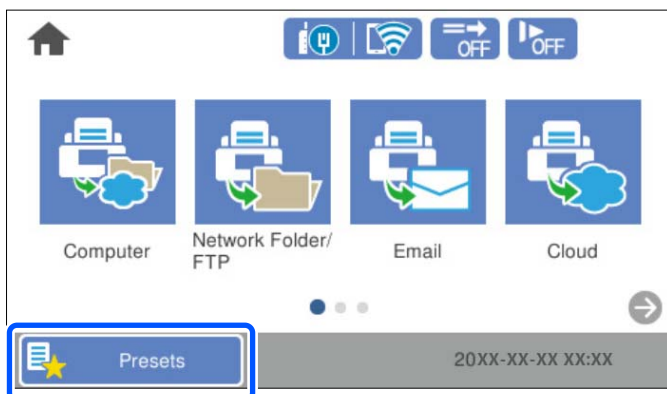 OFF
OFF
Computer
Network Folder/
FTP
Email
Cloud
Presets
20XX-XX-XX XX:XX